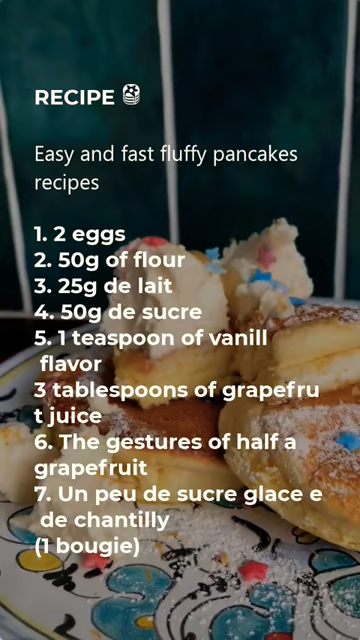 RECIPE
Easy and fast fluffy pancakes
recipes
1. 2 eggs
2. 50g of flour
3. 25g de lait
4. 50g de sucre
5. 1 teaspoon of vanill
flavor
3 tablespoons of grapefru
t juice
6. The gestures of half a
grapefruit
7. Un peu de sucre glace e
de chantilly
(1 bougie)